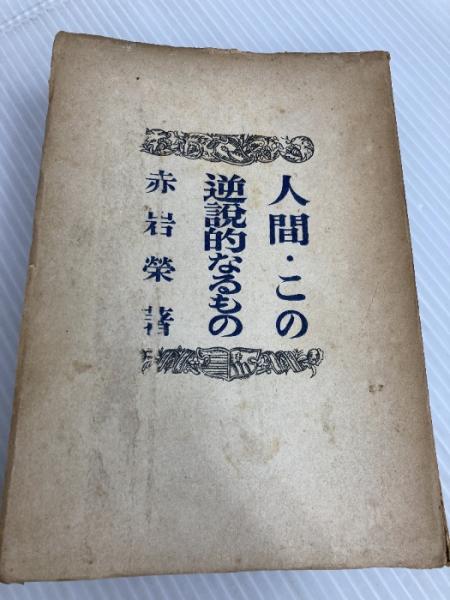 人間・この
逆説的なるもの
赤岩榮著